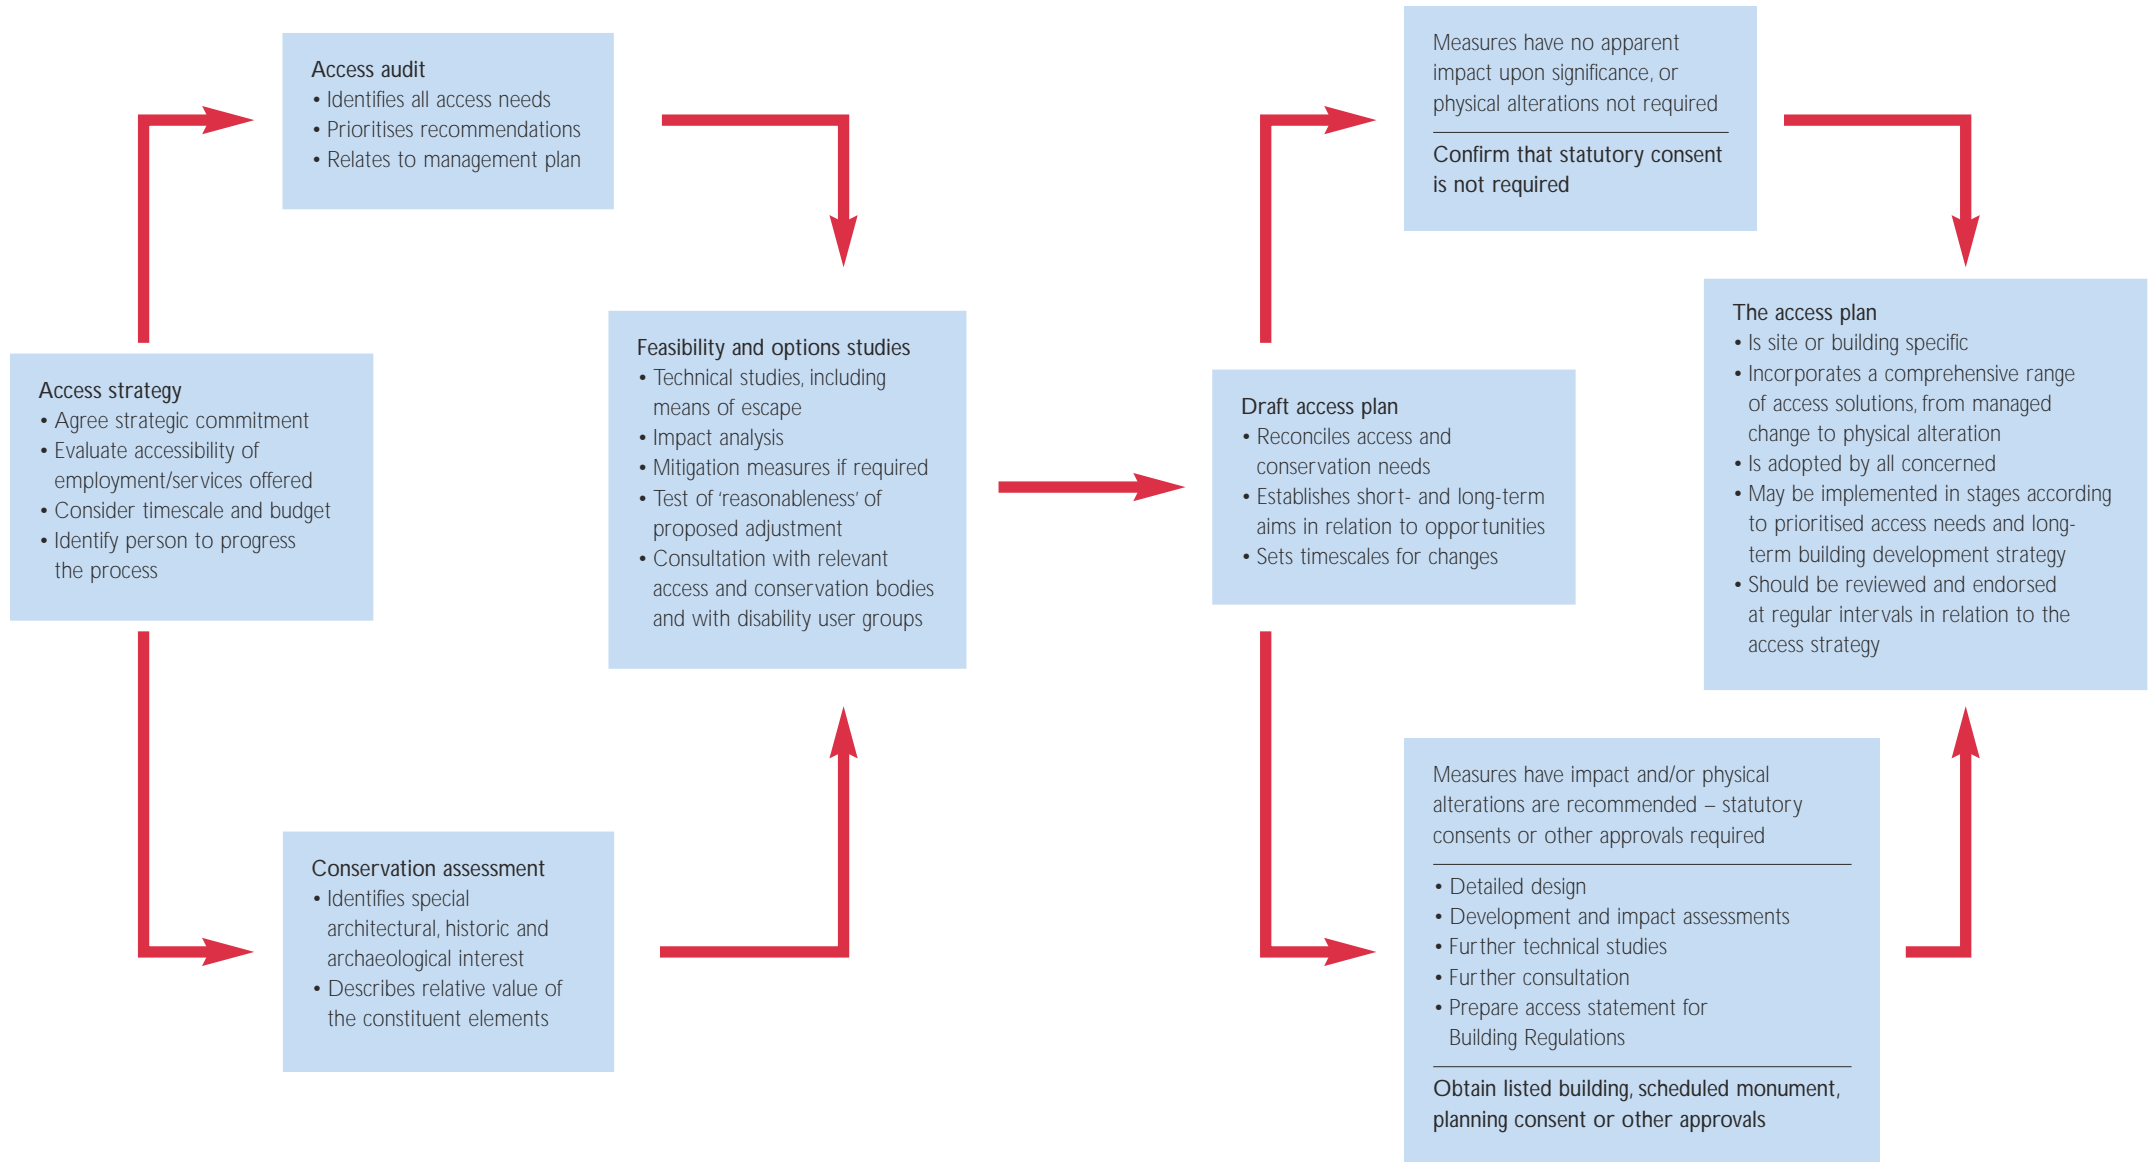 Access audit
• Identifies all access needs
• Prioritises recommendations
• Relates to management plan
Access strategy
• Agree strategic commitment
• Evaluate accessibility of
employment/services offered
• Consider timescale and budget
• Identify person to progress
the process
Conservation assessment
• Identifies special
architectural, historic and
archaeological interest
• Describes relative value of
the constituent elements
Feasibility and options studies
• Technical studies, including
means of escape
• Impact analysis
• Mitigation measures if required
• Test of ‘reasonableness’ of
proposed adjustment
• Consultation with relevant
access and conservation bodies
and with disability user groups
Draft access plan
• Reconciles access and
conservation needs
• Establishes short- and long-term
aims in relation to opportunities
• Sets timescales for changes
Measures have no apparent
impact upon significance, or
physical alterations not required
Confirm that statutory consent
is not required
Measures have impact and/or physical
alterations are recommended – statutory
consents or other approvals required
• Detailed design
• Development and impact assessments
• Further technical studies
• Further consultation
• Prepare access statement for
Building Regulations
Obtain listed building, scheduled monument,
planning consent or other approvals
The access plan
• Is site or building specific
• Incorporates a comprehensive range
of access solutions, from managed
change to physical alteration
• Is adopted by all concerned
• May be implemented in stages according
to prioritised access needs and long-
term building development strategy
• Should be reviewed and endorsed
at regular intervals in relation to the
access strategy